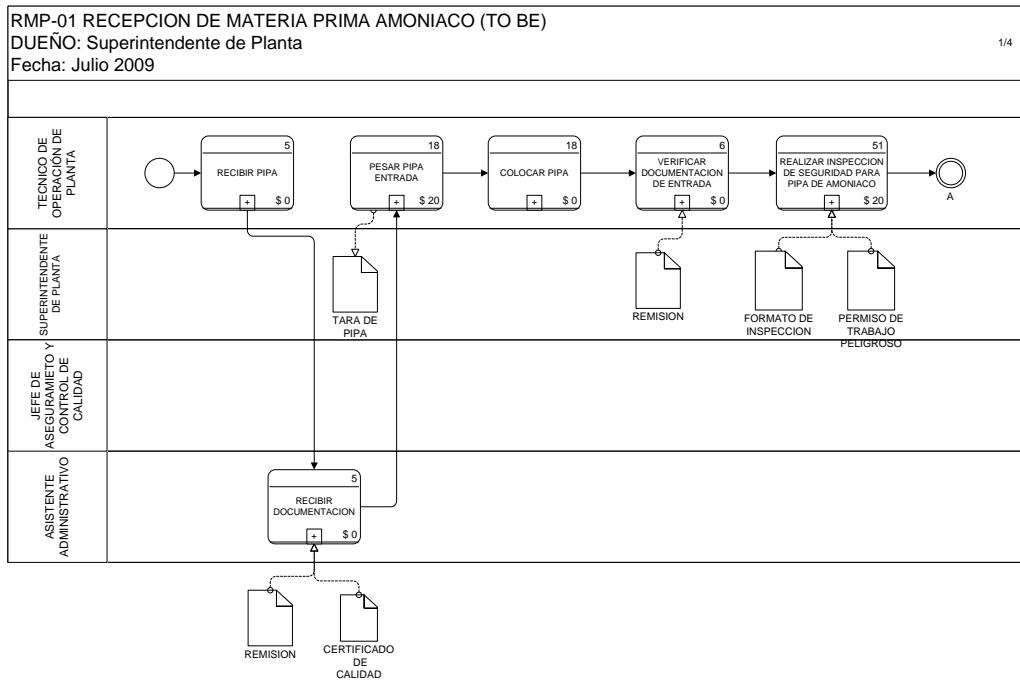 RMP-01 RECEPCION DE MATERIA PRIMA AMONIACO (TO BE)
DUEÑO: Superintendente de Planta
1/4
Fecha: Julio 2009
TECNICO DE
OPERACIÓN DE
PLANTA
5
RECIBIR PIPA
+
$ 0
18
PESAR PIPA
ENTRADA
+
$ 20
18
COLOCAR PIPA
+
$ 0
6
VERIFICAR
DOCUMENTACION
DE ENTRADA
+
$ 0
51
REALIZAR INSPECCION
DE SEGURIDAD PARA
PIPA DE AMONIACO
+
$ 20
A
SUPERINTENDENTE
DE PLANTA
TARA DE
PIPA
REMISION
FORMATO DE
INSPECCION
PERMISO DE
TRABAJO
PELIGROSO
JEFE DE
ASEGURAMIETO Y
CONTROL DE
CALIDAD
ASISTENTE
ADMINISTRATIVO
5
RECIBIR
DOCUMENTACION
+
$ 0
REMISION
CERTIFICADO
DE
CALIDAD